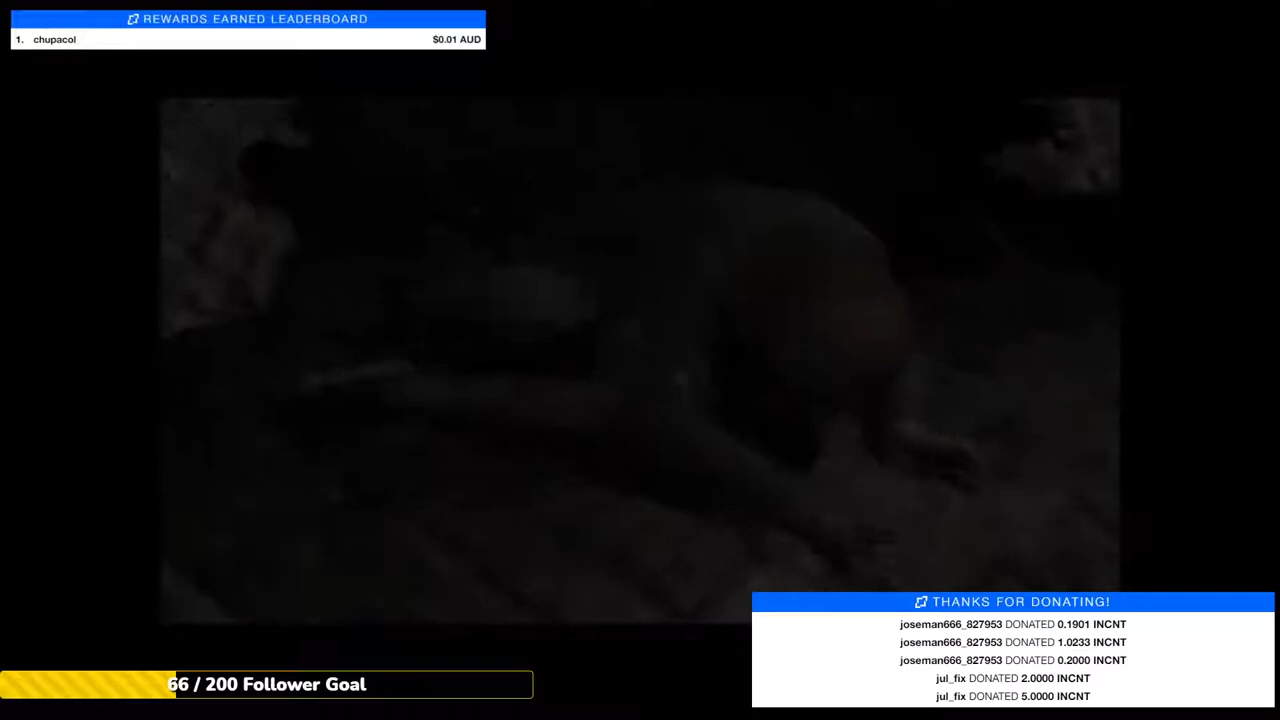 REWARDS EARNED LEADERBOARD
1. chupacol $0.01 AUD
THANKS FOR DONATING!
joseman666_827953 DONATED 0.1901 INCNT
joseman666_827953 DONATED 1.0233 INCNT
joseman666_827953 DONATED 0.2000 INCNT
jul_fix DONATED 2.0000 INCNT
jul_fix DONATED 5.0000 INCNT
66 / 200 Follower Goal